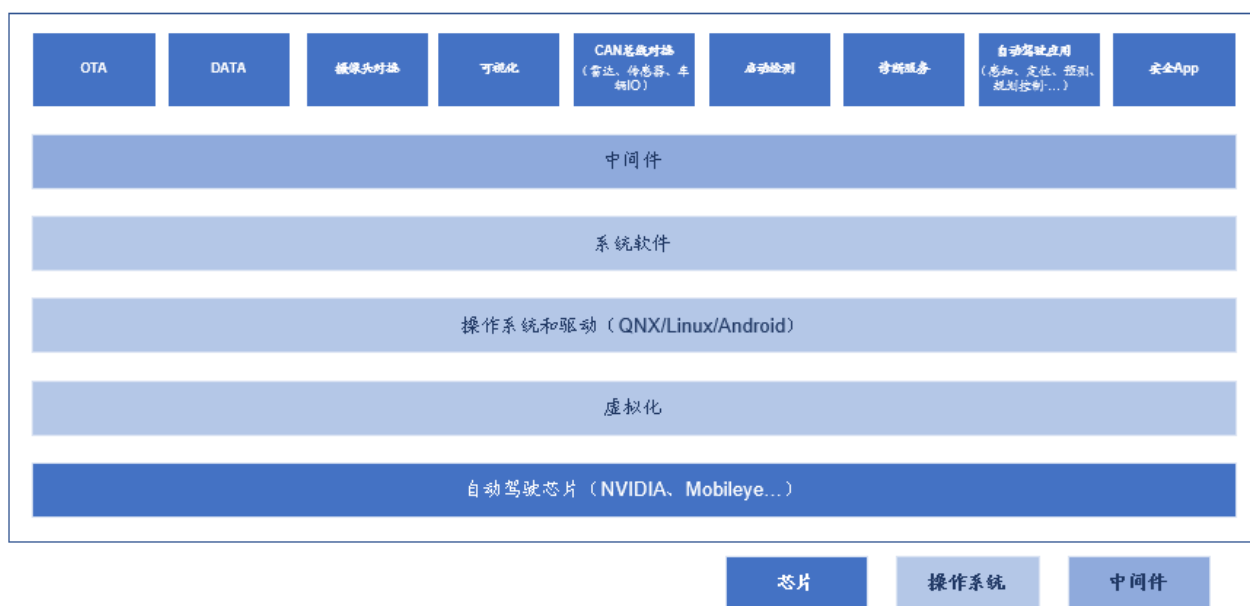 OTA
DATA
摄像头对接
可视化
CAN总线对接
（雷达、传感器、车
辆IO）
启动检测
诊断服务
自动驾驶应用
（感知、定位、预测、
规划控制…）
安全App
中间件
系统软件
操作系统和驱动（QNX/Linux/Android）
虚拟化
自动驾驶芯片（NVIDIA、Mobileye…）
芯片
操作系统
中间件